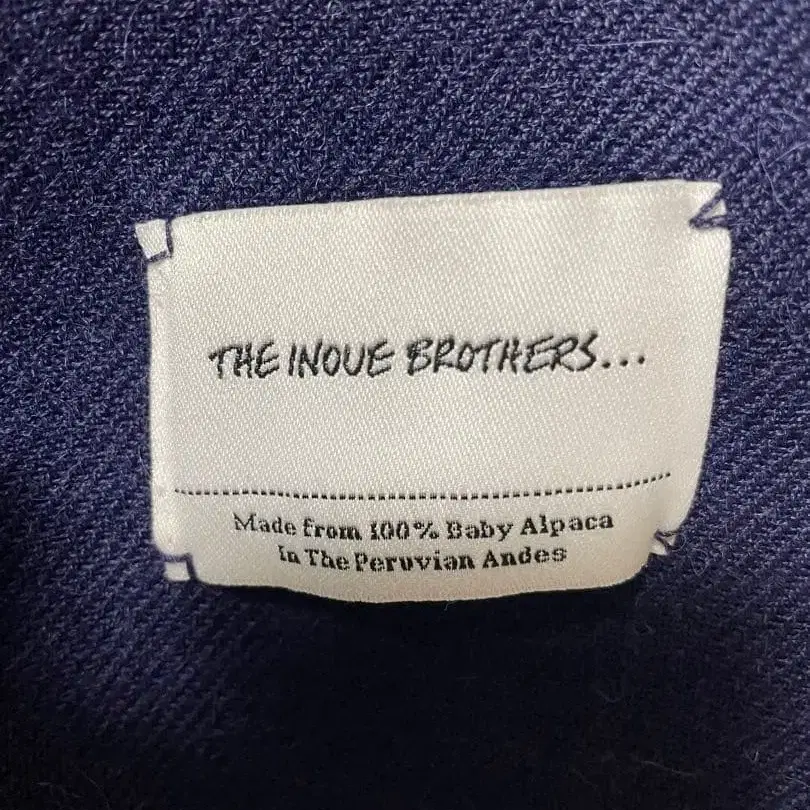 THE INOUE BROTHERS...
Made from 100% Baby Alpaca
In The Peruvian Andes